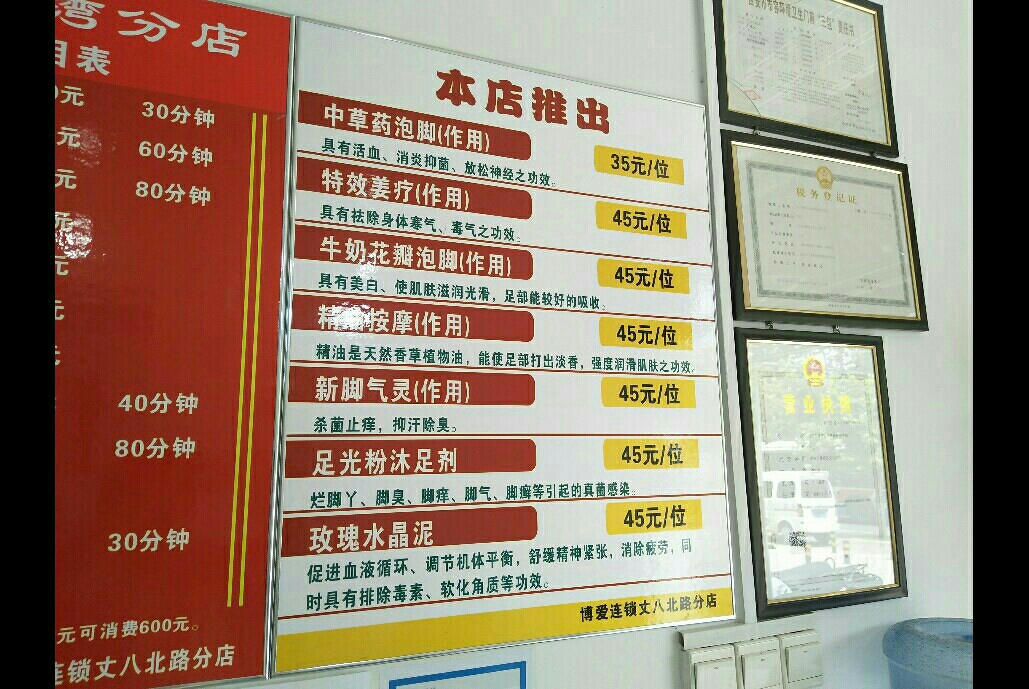 湾分店
目表
元 30分钟
元 60分钟
元 80分钟
元
元
元
元
40分钟
80分钟
30分钟
元可消费600元。
连锁丈八北路分店
本店推出
中草药泡脚(作用)
35元/位
具有活血、消炎抑菌、放松神经之功效。
特效姜疗(作用)
45元/位
具有祛除身体寒气、毒气之功效。
牛奶花瓣泡脚(作用)
45元/位
具有美白、使肌肤滋润光滑，足部能较好的吸收。
精油按摩(作用)
45元/位
精油是天然香草植物油，能使足部打出淡香，强度润滑肌肤之功效。
新脚气灵(作用)
45元/位
杀菌止痒，抑汗除臭。
足光粉沐足剂
45元/位
烂脚丫、脚臭、脚痒、脚气、脚癣等引起的真菌感染。
玫瑰水晶泥
45元/位
促进血液循环、调节机体平衡，舒缓精神紧张，消除疲劳，同
时具有排除毒素、软化角质等功效。
博爱连锁丈八北路分店
税务登记证
营业执照